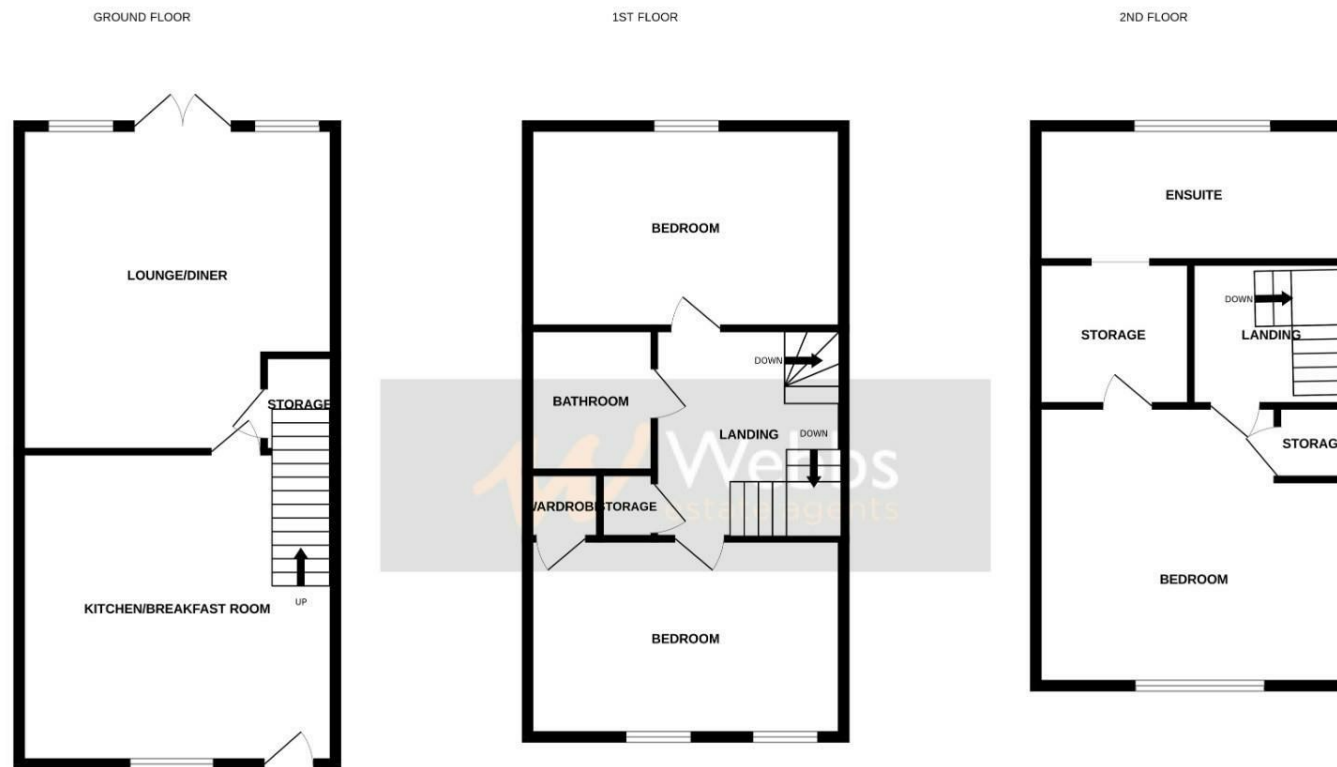 GROUND FLOOR
LOUNGE/DINER
STORAGE
KITCHEN/BREAKFAST ROOM
UP
1ST FLOOR
BEDROOM
DOWN
BATHROOM
LANDING
DOWN
WARDROBE
STORAGE
Webbs
estate agents
BEDROOM
2ND FLOOR
ENSUITE
DOWN
STORAGE
LANDING
STORAG
BEDROOM